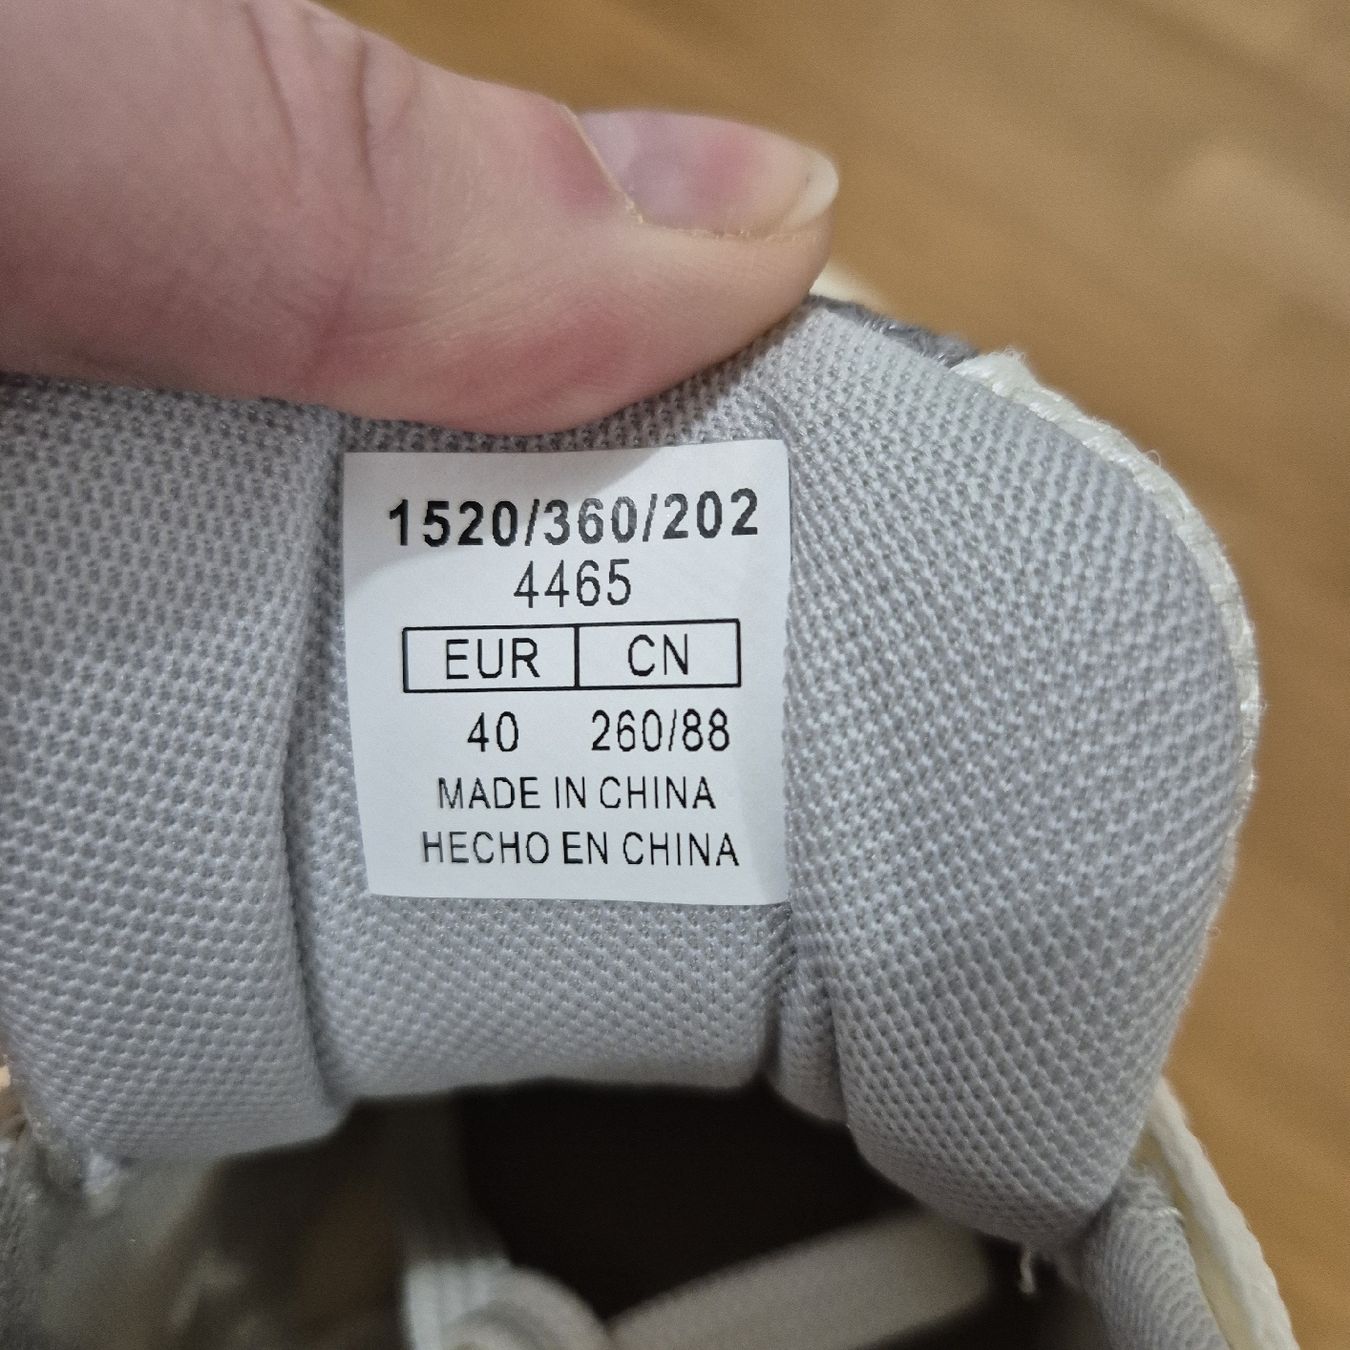 1520/360/202
4465
EUR CN
40 260/88
MADE IN CHINA
HECHO EN CHINA